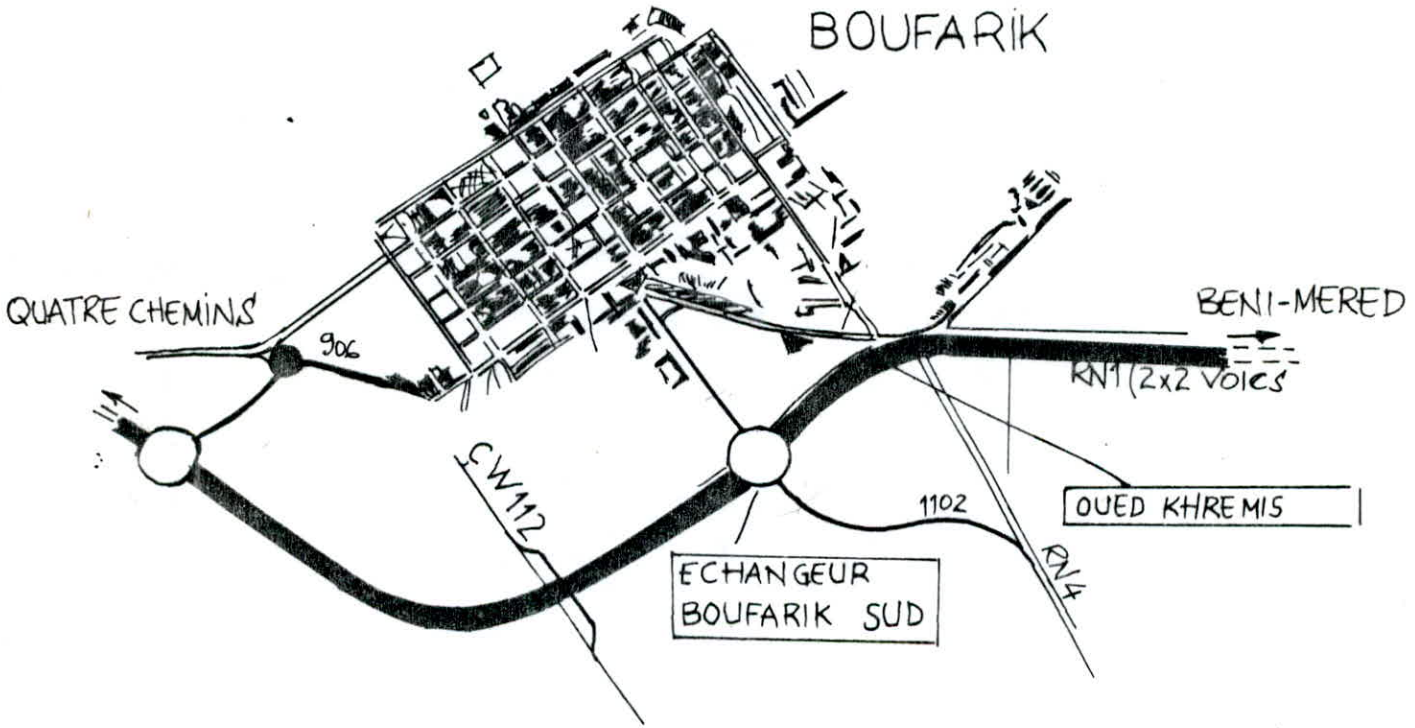 BOUFARIK
QUATRE CHEMINS
906
BENI-MERED
RN1 (2x2 VOIES
CW112
1102
OUED KHREMIS
RN4
ECHANGEUR
BOUFARIK SUD